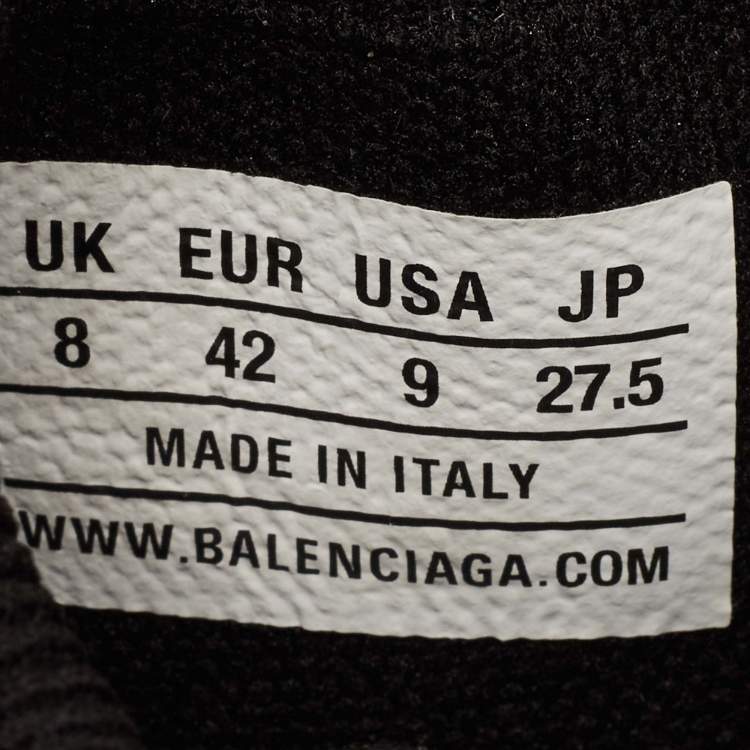 UK EUR USA JP
8 42 9 27.5
MADE IN ITALY
WWW.BALENCIAGA.COM